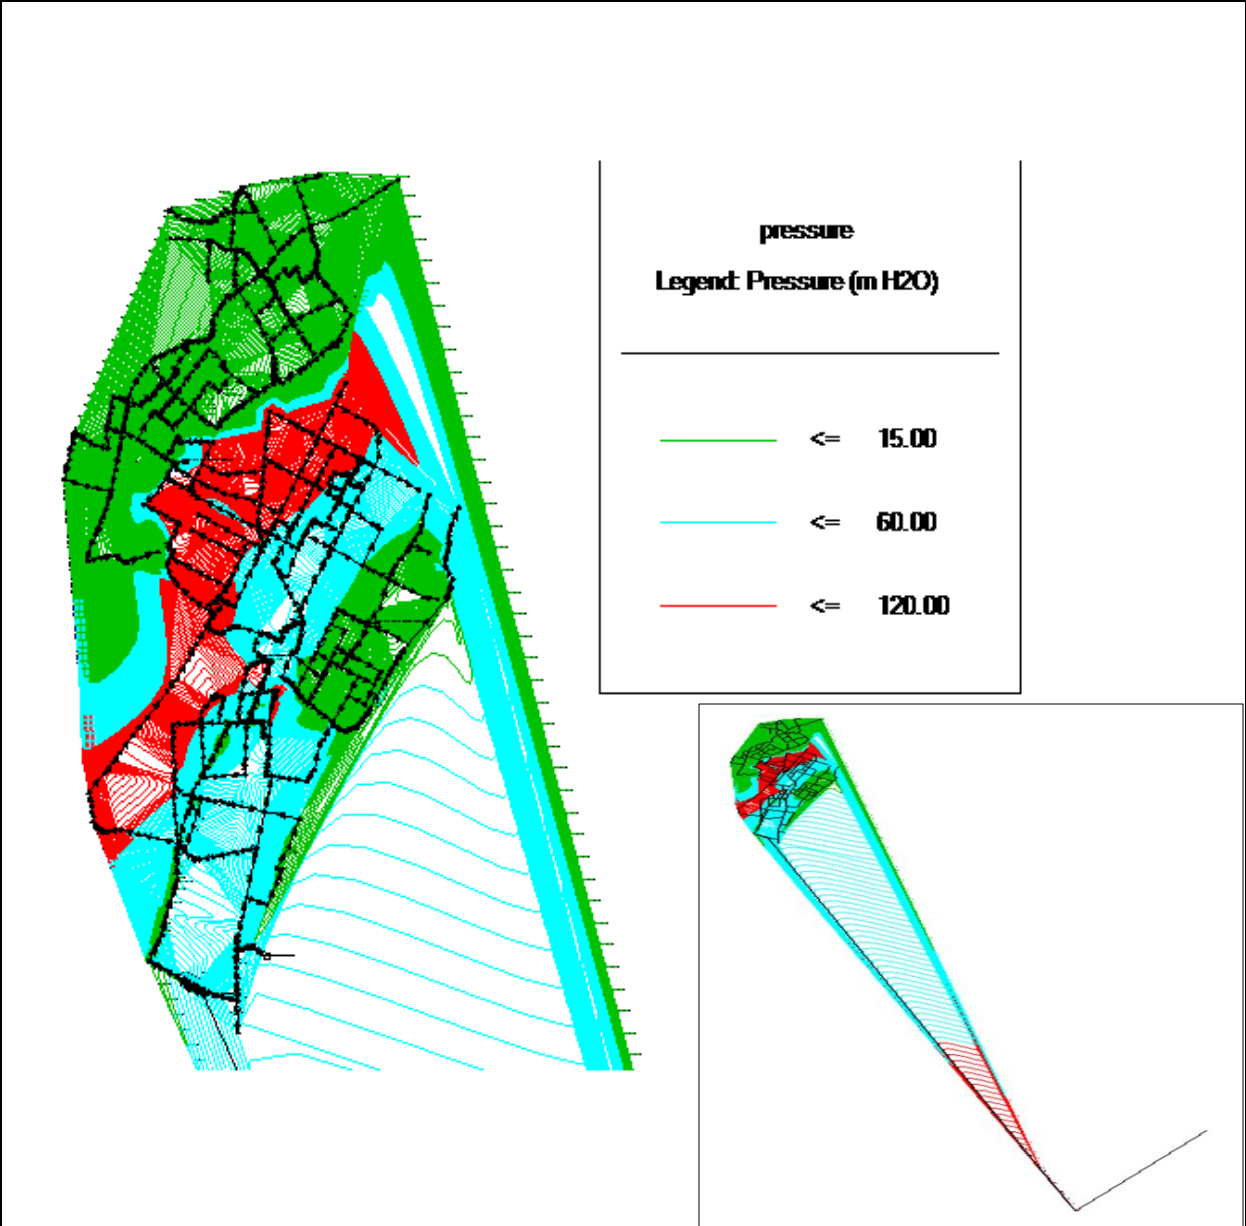 pressure
Legend: Pressure (m H2O)
<= 15.00
<= 60.00
<= 120.00